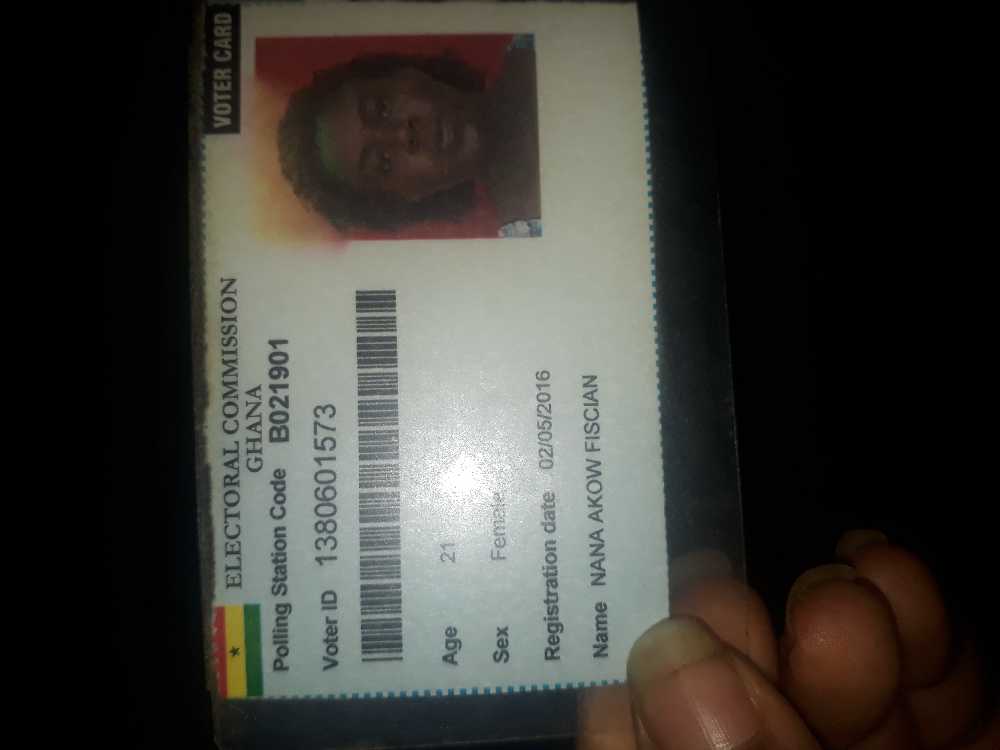 ELECTORAL COMMISSION
GHANA
VOTER CARD
Polling Station Code B021901
Voter ID 1380601573
Age 21
Sex Female
Registration date 02/05/2016
Name NANA AKOW FISCIAN